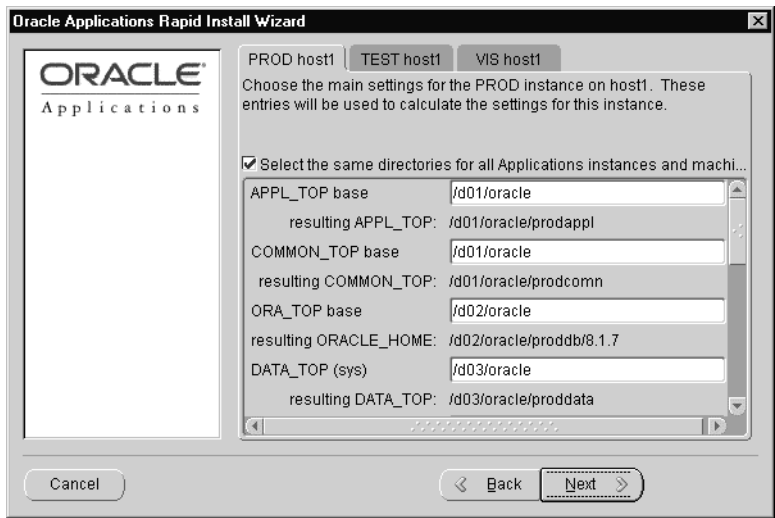 Oracle Applications Rapid Install Wizard
ORACLE®
Applications
PROD host1 TEST host1 VIS host1
Choose the main settings for the PROD instance on host1. These
entries will be used to calculate the settings for this instance.
Select the same directories for all Applications instances and machi...
APPL_TOP base /d01/oracle
resulting APPL_TOP: /d01/oracle/prodappl
COMMON_TOP base /d01/oracle
resulting COMMON_TOP: /d01/oracle/prodcomn
ORA_TOP base /d02/oracle
resulting ORACLE_HOME: /d02/oracle/proddb/8.1.7
DATA_TOP (sys) /d03/oracle
resulting DATA_TOP: /d03/oracle/proddata
Cancel Back Next